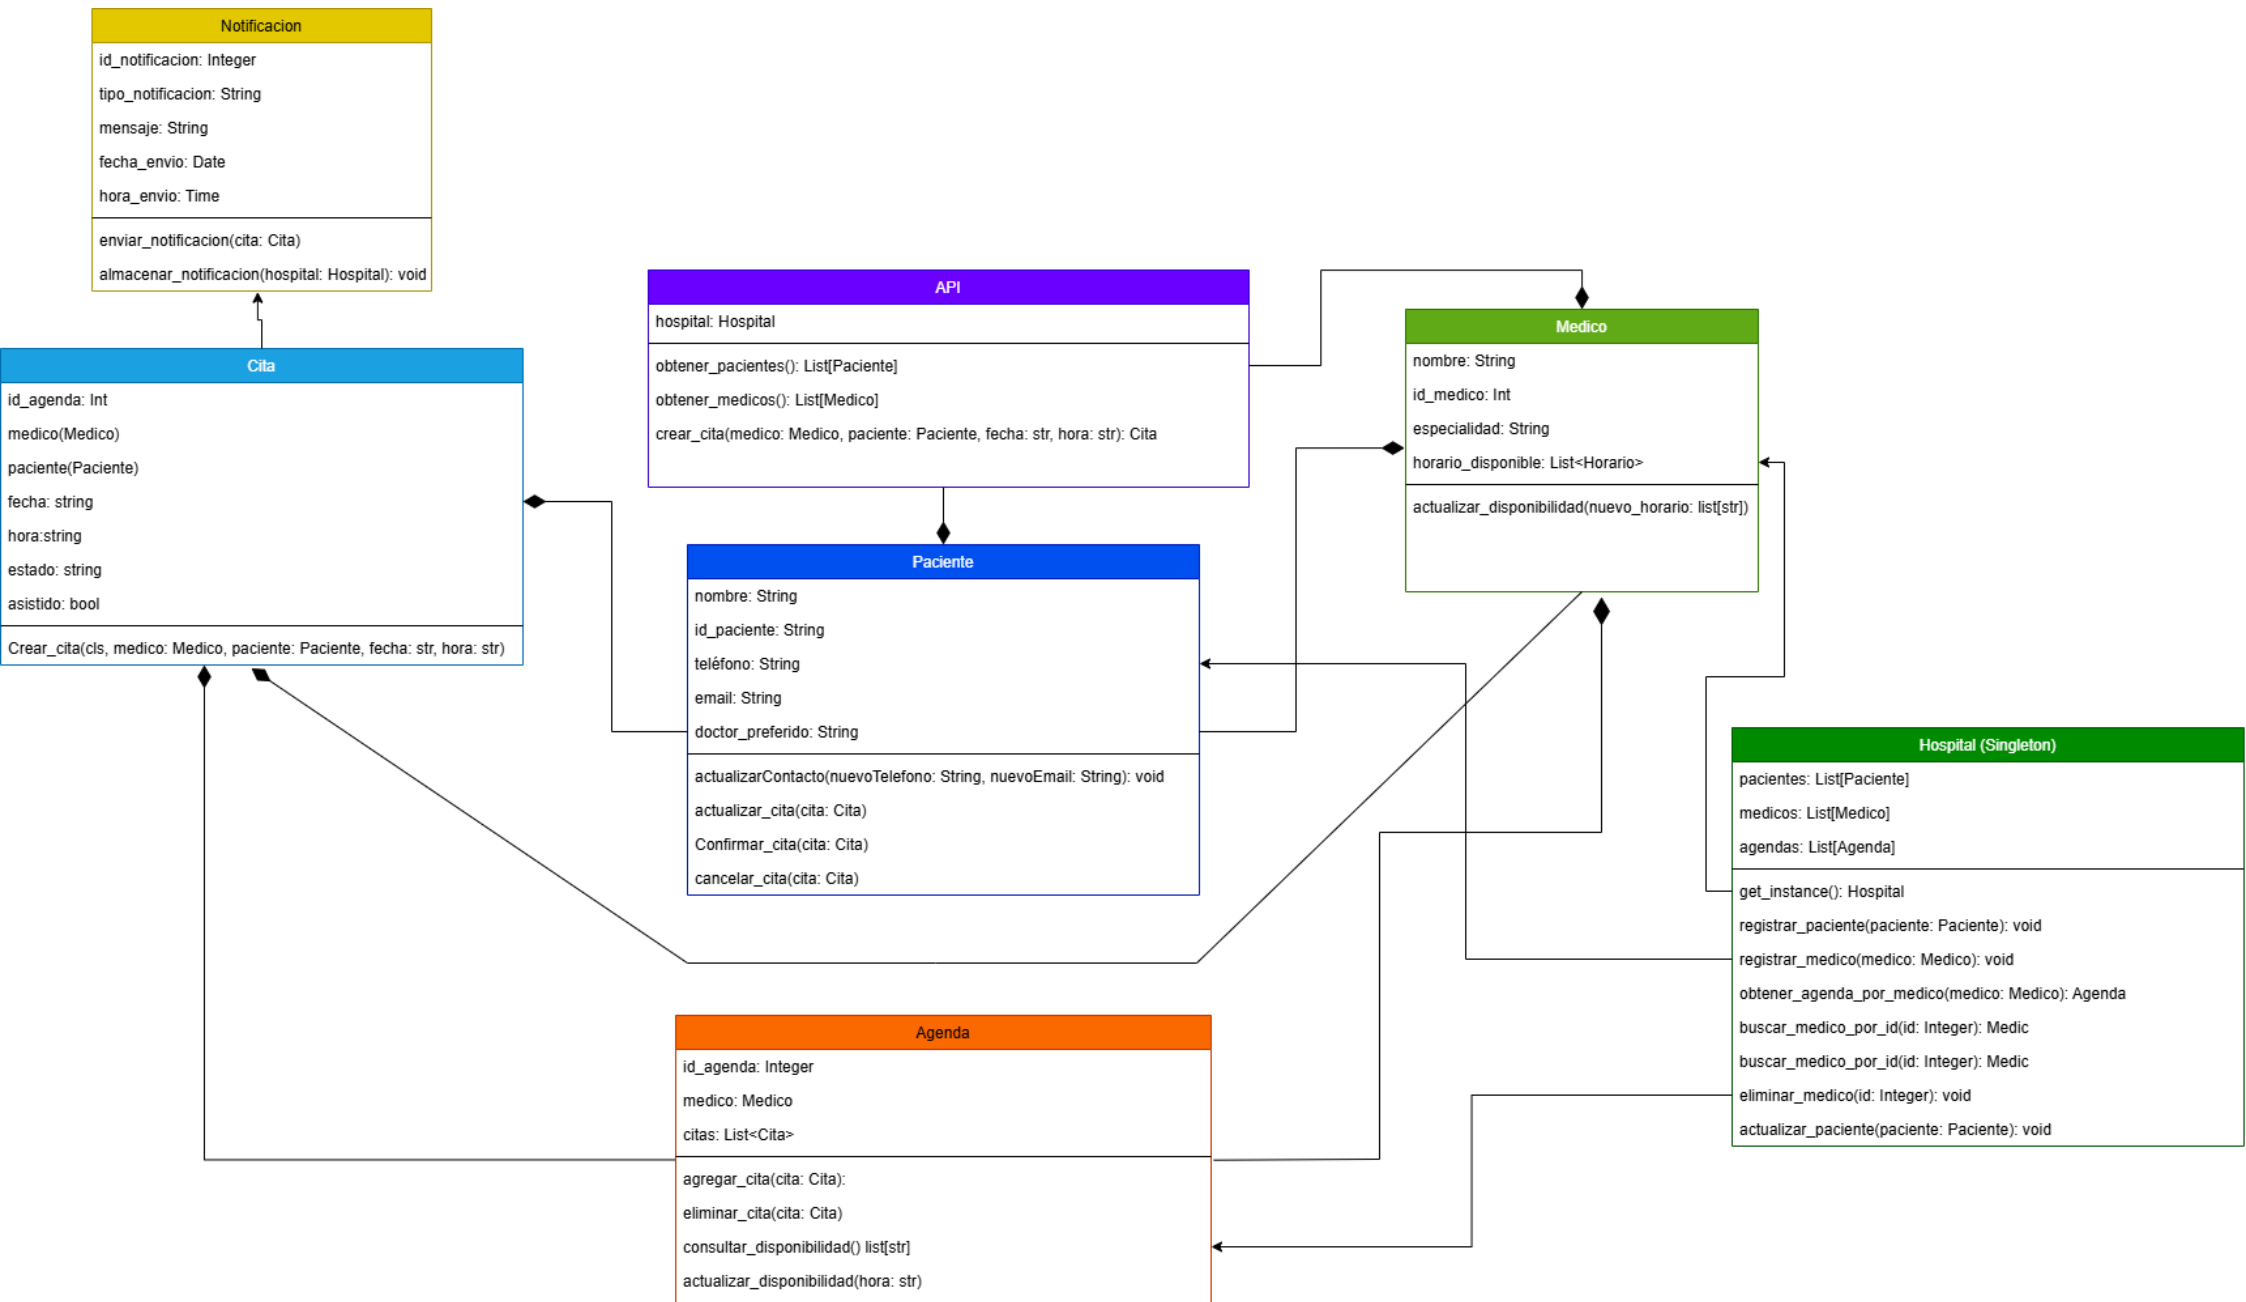 Notificacion
id_notificacion: Integer
tipo_notificacion: String
mensaje: String
fecha_envio: Date
hora_envio: Time
enviar_notificacion(cita: Cita)
almacenar_notificacion(hospital: Hospital): void
Cita
id_agenda: Int
medico(Medico)
paciente(Paciente)
fecha: string
hora:string
estado: string
asistido: bool
Crear_cita(cls, medico: Medico, paciente: Paciente, fecha: str, hora: str)
API
hospital: Hospital
obtener_pacientes(): List[Paciente]
obtener_medicos(): List[Medico]
crear_cita(medico: Medico, paciente: Paciente, fecha: str, hora: str): Cita
Medico
nombre: String
id_medico: Int
especialidad: String
horario_disponible: List<Horario>
actualizar_disponibilidad(nuevo_horario: list[str])
Paciente
nombre: String
id_paciente: String
teléfono: String
email: String
doctor_preferido: String
actualizarContacto(nuevoTelefono: String, nuevoEmail: String): void
actualizar_cita(cita: Cita)
Confirmar_cita(cita: Cita)
cancelar_cita(cita: Cita)
Hospital (Singleton)
pacientes: List[Paciente]
medicos: List[Medico]
agendas: List[Agenda]
get_instance(): Hospital
registrar_paciente(paciente: Paciente): void
registrar_medico(medico: Medico): void
obtener_agenda_por_medico(medico: Medico): Agenda
buscar_medico_por_id(id: Integer): Medic
buscar_medico_por_id(id: Integer): Medic
eliminar_medico(id: Integer): void
actualizar_paciente(paciente: Paciente): void
Agenda
id_agenda: Integer
medico: Medico
citas: List<Cita>
agregar_cita(cita: Cita):
eliminar_cita(cita: Cita)
consultar_disponibilidad() list[str]
actualizar_disponibilidad(hora: str)